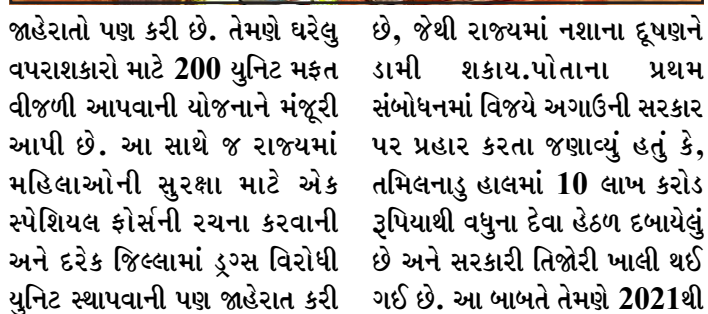 જાહેરાતો પણ કરી છે. તેમણે ઘરેલુ
વપરાશકારો માટે 200 યુનિટ મફત
વીજળી આપવાની યોજનાને મંજૂરી
આપી છે. આ સાથે જ રાજ્યમાં
મહિલાઓની સુરક્ષા માટે એક
સ્પેશિયલ ફોર્સની રચના કરવાની
અને દરેક જિલ્લામાં ડ્રગ્સ વિરોધી
યુનિટ સ્થાપવાની પણ જાહેરાત કરી
છે, જેથી રાજ્યમાં નશાના દૂષણને
ડામી શકાય.પોતાના પ્રથમ
સંબોધનમાં વિજયે અગાઉની સરકાર
પર પ્રહાર કરતા જણાવ્યું હતું કે,
તમિલનાડુ હાલમાં 10 લાખ કરોડ
રૂપિયાથી વધુના દેવા હેઠળ દબાયેલું
છે અને સરકારી તિજોરી ખાલી થઈ
ગઈ છે. આ બાબતે તેમણે 2021થી